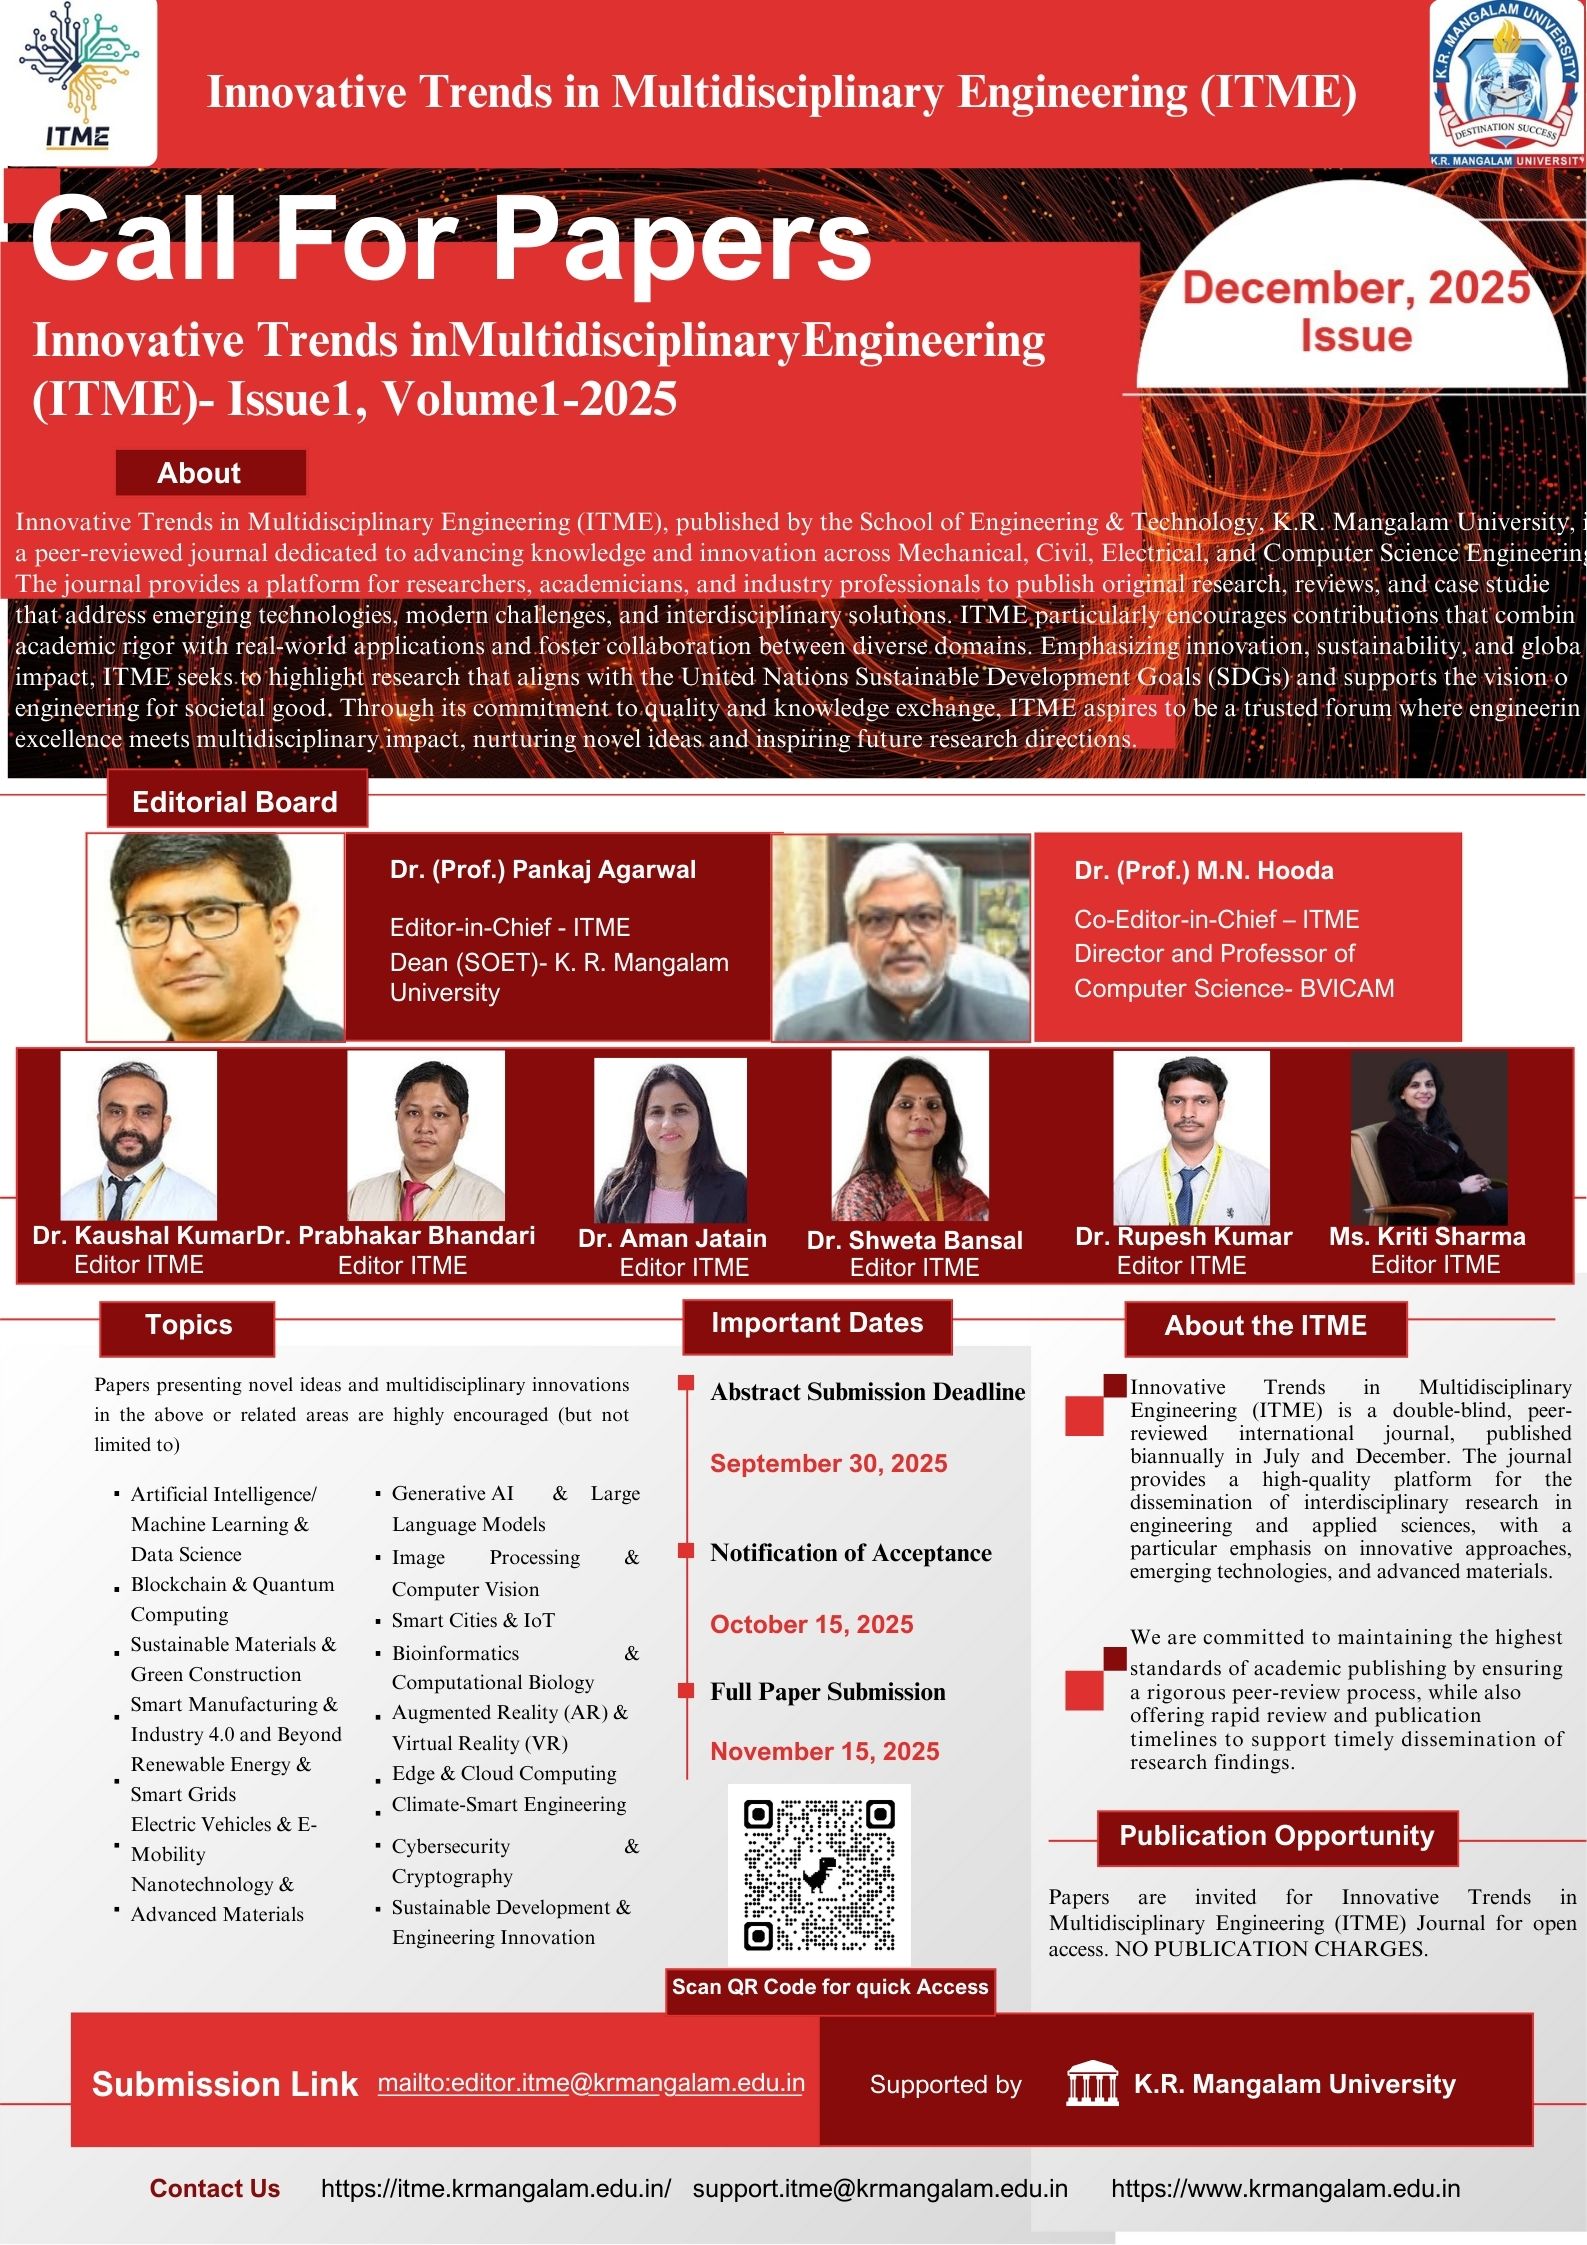 ITME
Innovative Trends in Multidisciplinary Engineering (ITME)
K.R. MANGALAM UNIVERSITY
DESTINATION SUCCESS
K.R. MANGALAM UNIVERSITY
Call For Papers
December, 2025
Issue
Innovative Trends inMultidisciplinaryEngineering
(ITME)- Issue1, Volume1-2025
About
Innovative Trends in Multidisciplinary Engineering (ITME), published by the School of Engineering & Technology, K.R. Mangalam University, i
a peer-reviewed journal dedicated to advancing knowledge and innovation across Mechanical, Civil, Electrical, and Computer Science Engineering
The journal provides a platform for researchers, academicians, and industry professionals to publish original research, reviews, and case studie
that address emerging technologies, modern challenges, and interdisciplinary solutions. ITME particularly encourages contributions that combin
academic rigor with real-world applications and foster collaboration between diverse domains. Emphasizing innovation, sustainability, and globa
impact, ITME seeks to highlight research that aligns with the United Nations Sustainable Development Goals (SDGs) and supports the vision o
engineering for societal good. Through its commitment to quality and knowledge exchange, ITME aspires to be a trusted forum where engineerin
excellence meets multidisciplinary impact, nurturing novel ideas and inspiring future research directions.
Editorial Board
Dr. (Prof.) Pankaj Agarwal
Editor-in-Chief - ITME
Dean (SOET)- K. R. Mangalam
University
Dr. (Prof.) M.N. Hooda
Co-Editor-in-Chief – ITME
Director and Professor of
Computer Science- BVICAM
Dr. Kaushal Kumar
Editor ITME
Dr. Prabhakar Bhandari
Editor ITME
Dr. Aman Jatain
Editor ITME
Dr. Shweta Bansal
Editor ITME
Dr. Rupesh Kumar
Editor ITME
Ms. Kriti Sharma
Editor ITME
Topics
Papers presenting novel ideas and multidisciplinary innovations
in the above or related areas are highly encouraged (but not
limited to)
▪ Artificial Intelligence/
Machine Learning &
Data Science
▪ Blockchain & Quantum
Computing
▪ Sustainable Materials &
Green Construction
▪ Smart Manufacturing &
Industry 4.0 and Beyond
▪ Renewable Energy &
Smart Grids
▪ Electric Vehicles & E-
Mobility
▪ Nanotechnology &
Advanced Materials
▪ Generative AI & Large
Language Models
▪ Image Processing &
Computer Vision
▪ Smart Cities & IoT
▪ Bioinformatics &
Computational Biology
▪ Augmented Reality (AR) &
Virtual Reality (VR)
▪ Edge & Cloud Computing
▪ Climate-Smart Engineering
▪ Cybersecurity &
Cryptography
▪ Sustainable Development &
Engineering Innovation
Important Dates
Abstract Submission Deadline
September 30, 2025
Notification of Acceptance
October 15, 2025
Full Paper Submission
November 15, 2025
Scan QR Code for quick Access
About the ITME
Innovative Trends in Multidisciplinary
Engineering (ITME) is a double-blind, peer-
reviewed international journal, published
biannually in July and December. The journal
provides a high-quality platform for the
dissemination of interdisciplinary research in
engineering and applied sciences, with a
particular emphasis on innovative approaches,
emerging technologies, and advanced materials.
We are committed to maintaining the highest
standards of academic publishing by ensuring
a rigorous peer-review process, while also
offering rapid review and publication
timelines to support timely dissemination of
research findings.
Publication Opportunity
Papers are invited for Innovative Trends in
Multidisciplinary Engineering (ITME) Journal for open
access. NO PUBLICATION CHARGES.
Submission Link mailto:editor.itme@krmangalam.edu.in
Supported by K.R. Mangalam University
Contact Us https://itme.krmangalam.edu.in/ support.itme@krmangalam.edu.in https://www.krmangalam.edu.in